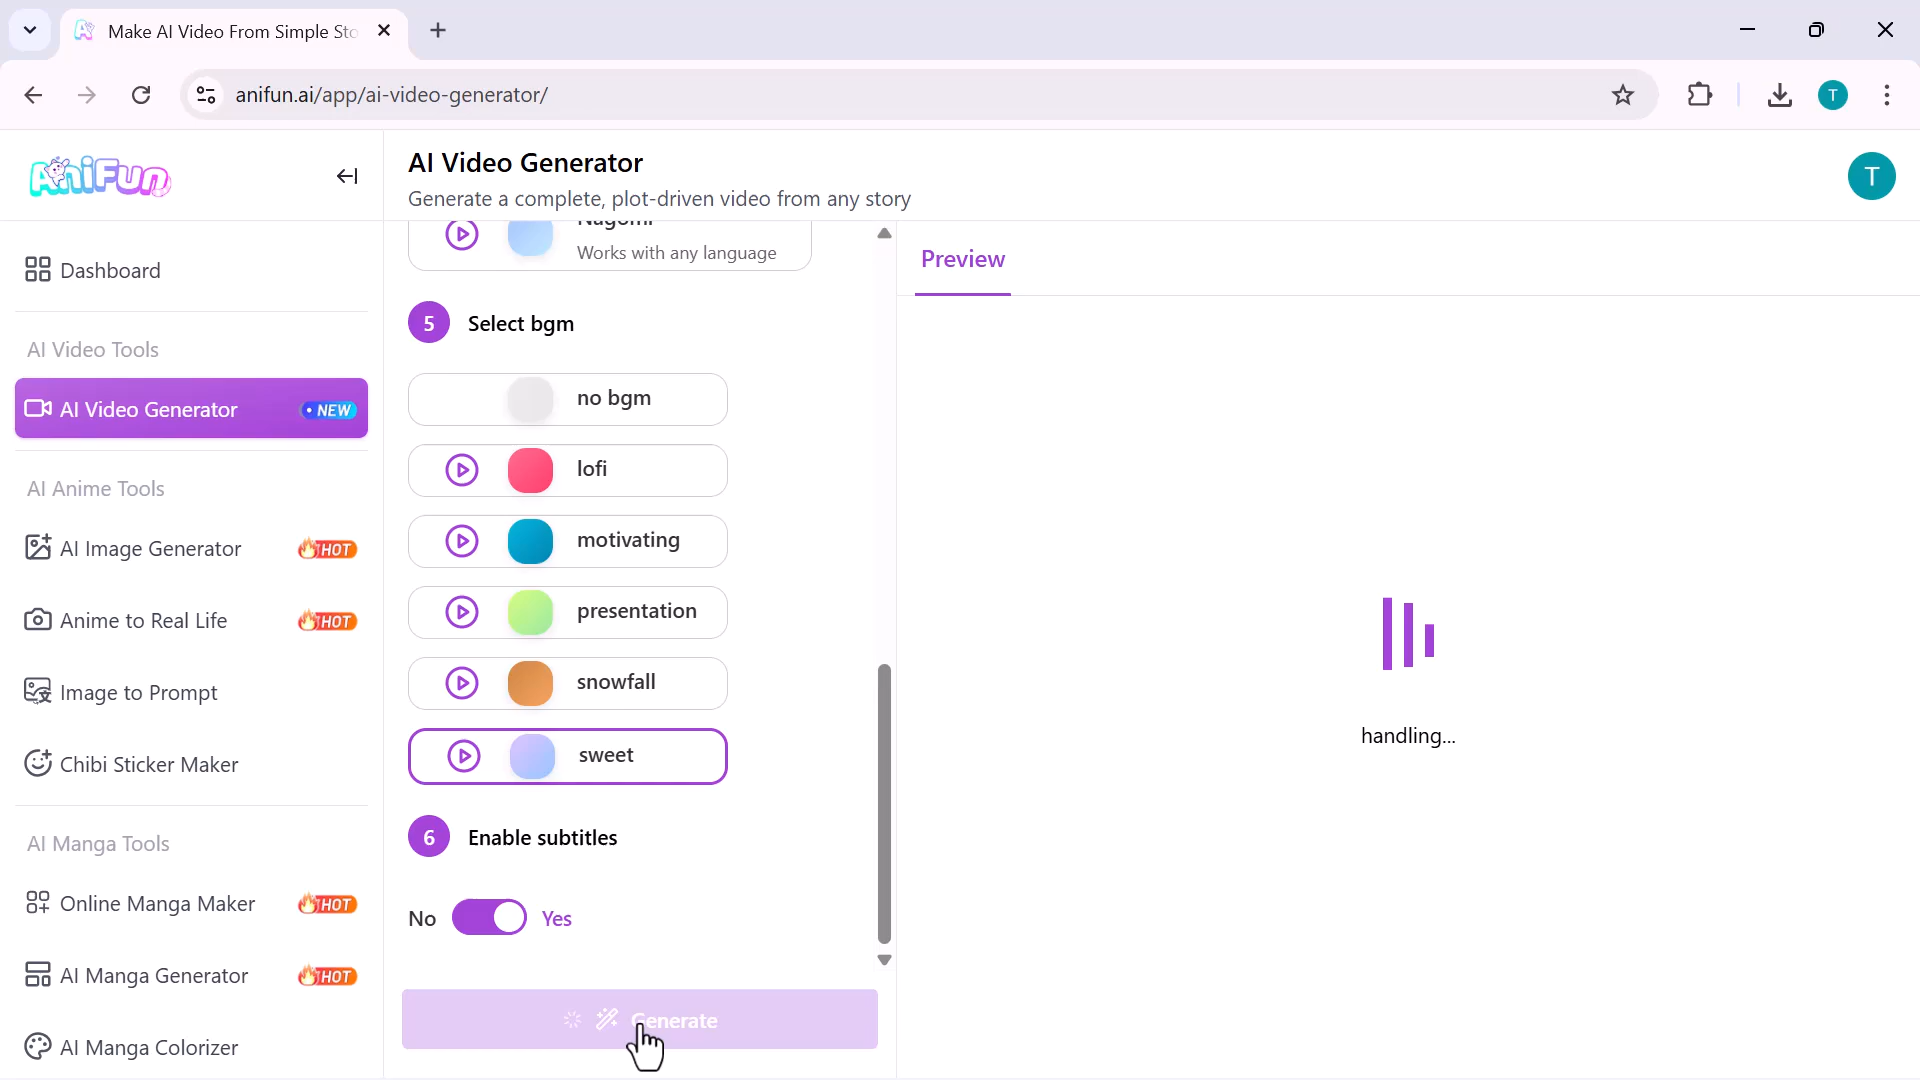 Make AI Video From Simple Sto
anifun.ai/app/ai-video-generator/
T
AniFun
AI Video Generator
Generate a complete, plot-driven video from any story
T
Dashboard
AI Video Tools
AI Video Generator
NEW
AI Anime Tools
AI Image Generator
HOT
Anime to Real Life
HOT
Image to Prompt
Chibi Sticker Maker
AI Manga Tools
Online Manga Maker
HOT
AI Manga Generator
HOT
AI Manga Colorizer
Nagomi
Works with any language
5 Select bgm
no bgm
lofi
motivating
presentation
snowfall
sweet
6 Enable subtitles
No Yes
Generate
Preview
handling...